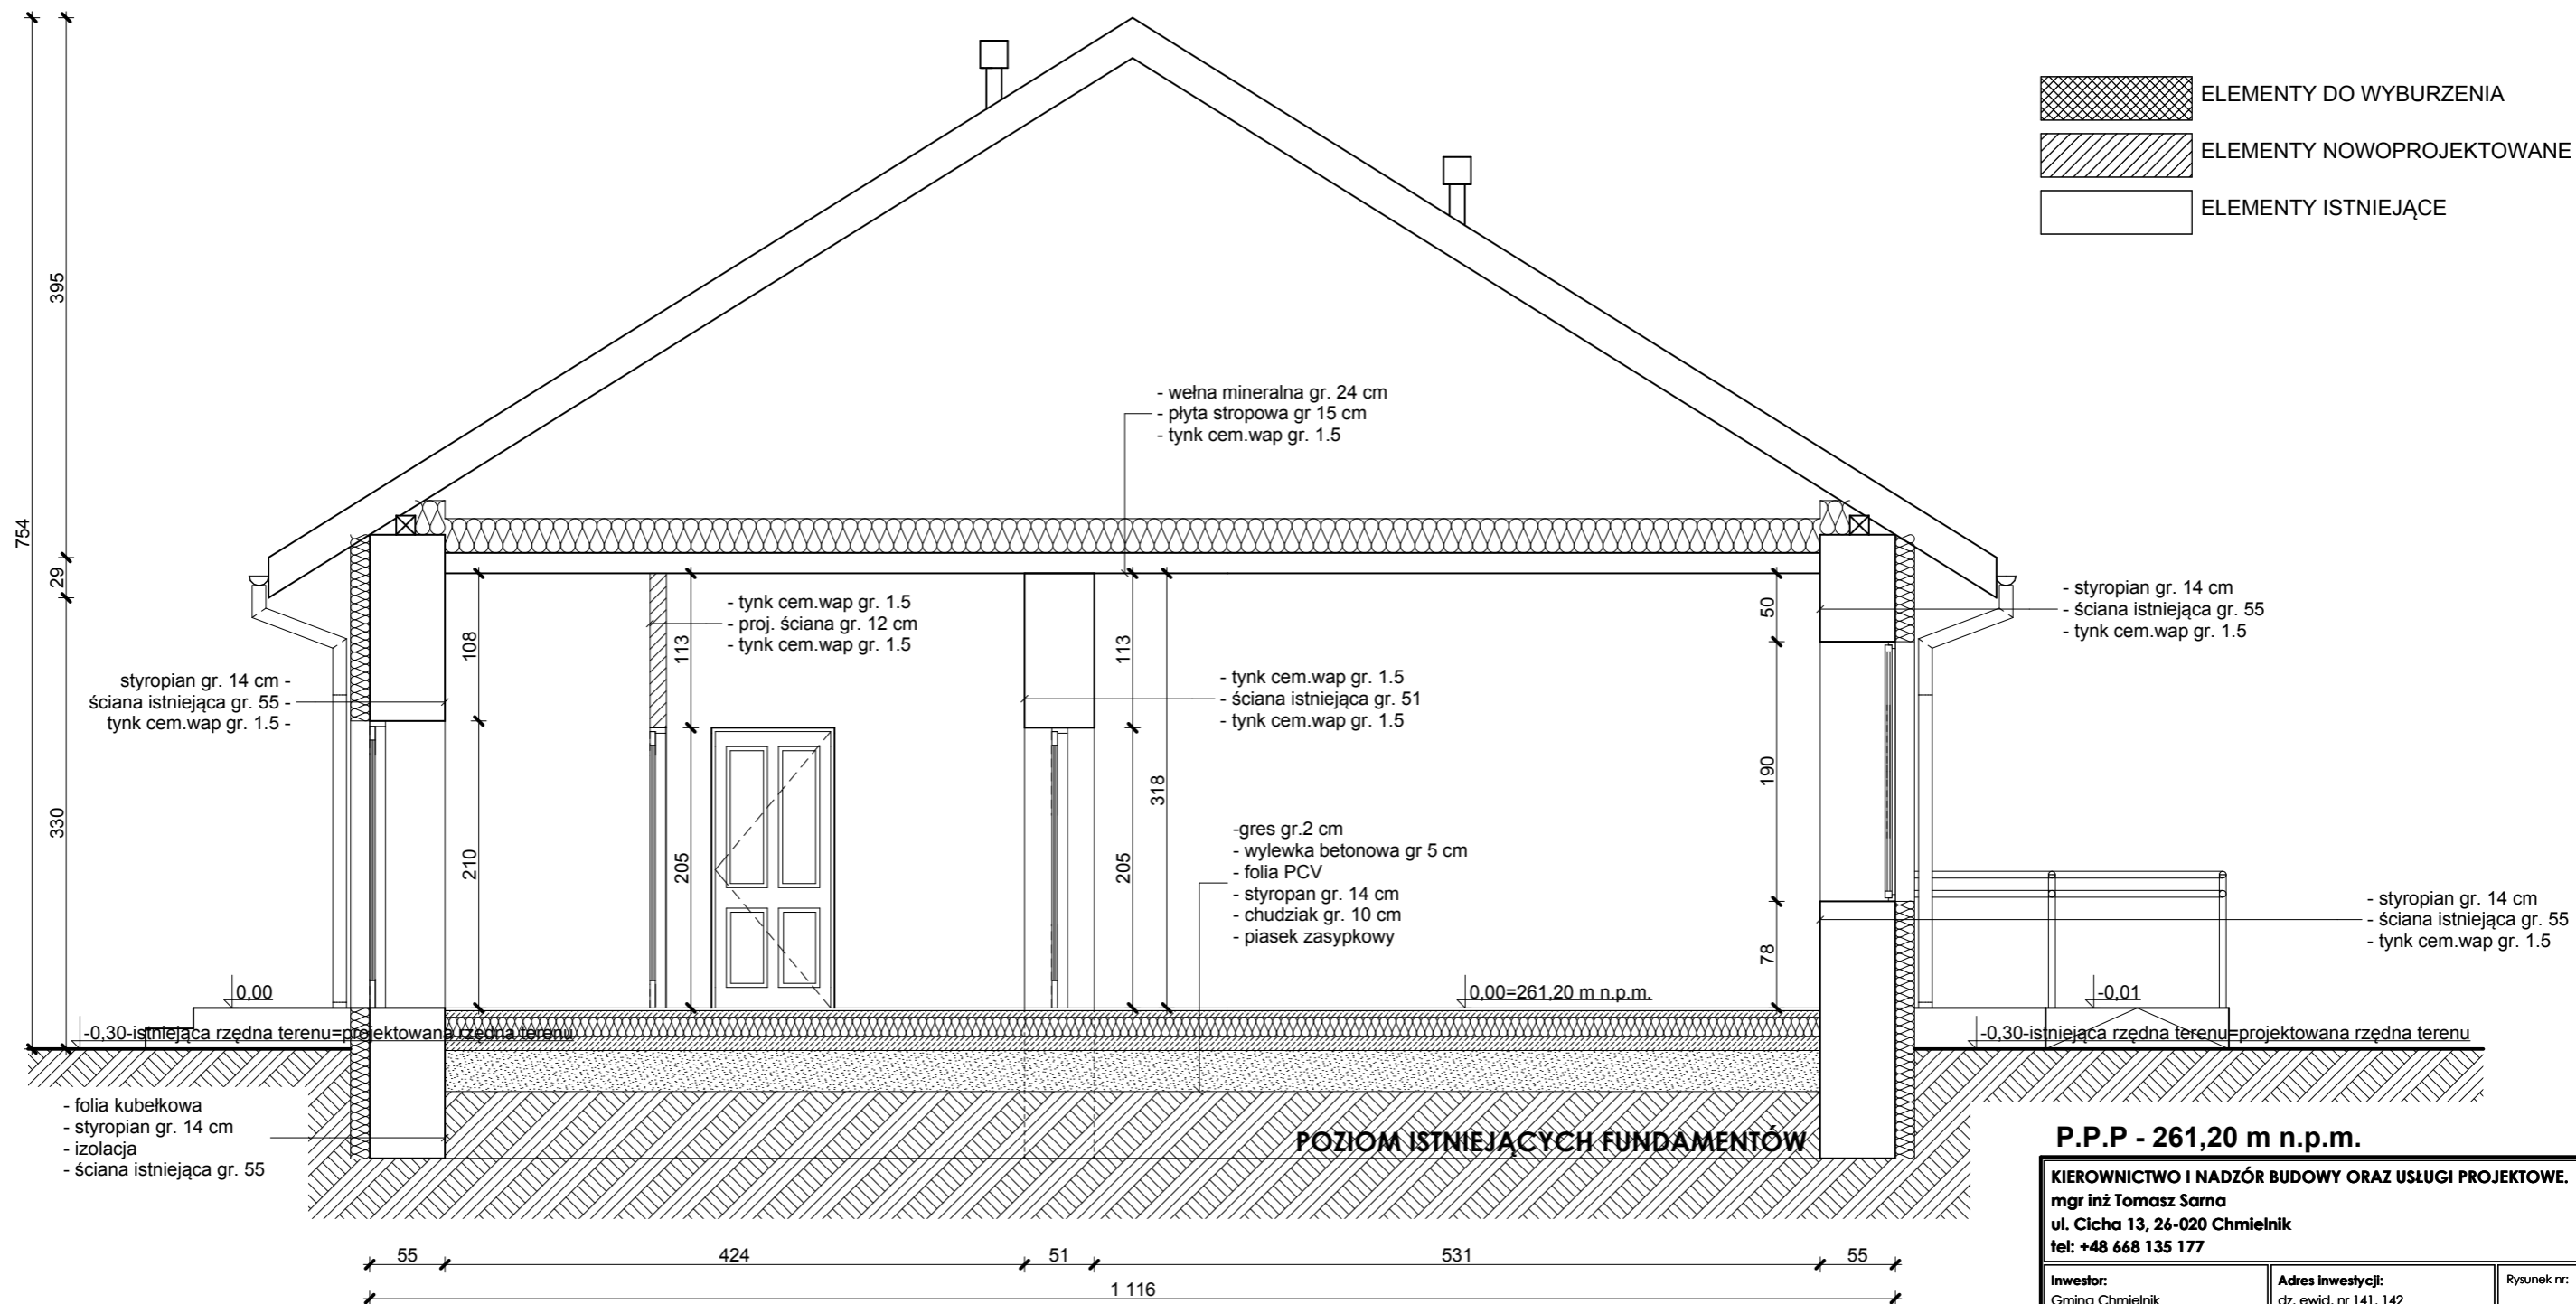 ELEMENTY DO WYBURZENIA
ELEMENTY NOWOPROJEKTOWANE
ELEMENTY ISTNIEJĄCE
395
754
29
330
- wełna mineralna gr. 24 cm
- płyta stropowa gr 15 cm
- tynk cem.wap gr. 1.5
- tynk cem.wap gr. 1.5
- proj. ściana gr. 12 cm
- tynk cem.wap gr. 1.5
108
113
113
50
- styropian gr. 14 cm
- ściana istniejąca gr. 55
- tynk cem.wap gr. 1.5
styropian gr. 14 cm -
ściana istniejąca gr. 55 -
tynk cem.wap gr. 1.5 -
- tynk cem.wap gr. 1.5
- ściana istniejąca gr. 51
- tynk cem.wap gr. 1.5
318
190
210
205
205
78
-gres gr.2 cm
- wylewka betonowa gr 5 cm
- folia PCV
- styropan gr. 14 cm
- chudziak gr. 10 cm
- piasek zasypkowy
- styropian gr. 14 cm
- ściana istniejąca gr. 55
- tynk cem.wap gr. 1.5
0,00
0,00=261,20 m n.p.m.
-0,01
-0,30-istniejąca rzędna terenu=projektowana rzędna terenu
-0,30-istniejąca rzędna terenu=projektowana rzędna terenu
- folia kubełkowa
- styropian gr. 14 cm
- izolacja
- ściana istniejąca gr. 55
POZIOM ISTNIEJĄCYCH FUNDAMENTÓW
P.P.P - 261,20 m n.p.m.
KIEROWNICTWO I NADZÓR BUDOWY ORAZ USŁUGI PROJEKTOWE.
mgr inż Tomasz Sarna
ul. Cicha 13, 26-020 Chmielnik
tel: +48 668 135 177
55
424
51
531
55
1 116
Inwestor:
Gmina Chmielnik
Adres inwestycji:
dz. ewid. nr 141, 142
Rysunek nr: